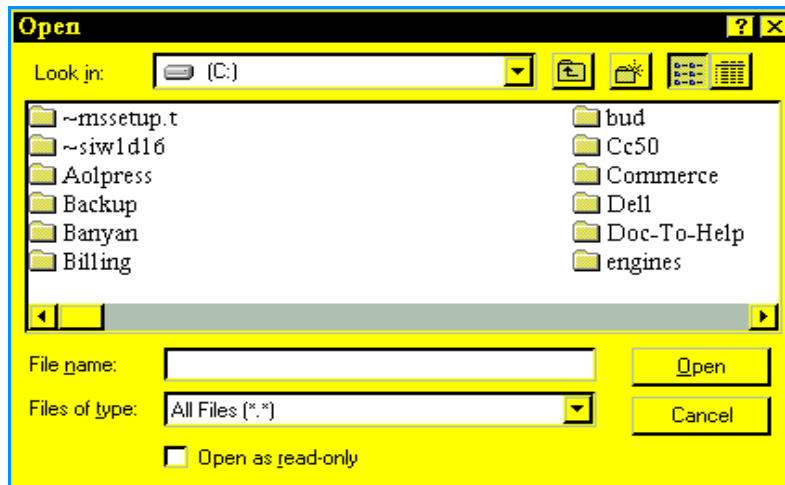 Open
Look in: (C:)
~mssetup.t bud
~siw1d16 Cc50
Aolpress Commerce
Backup Dell
Banyan Doc-To-Help
Billing engines
File name: Open
Files of type: All Files (*.*) Cancel
Open as read-only